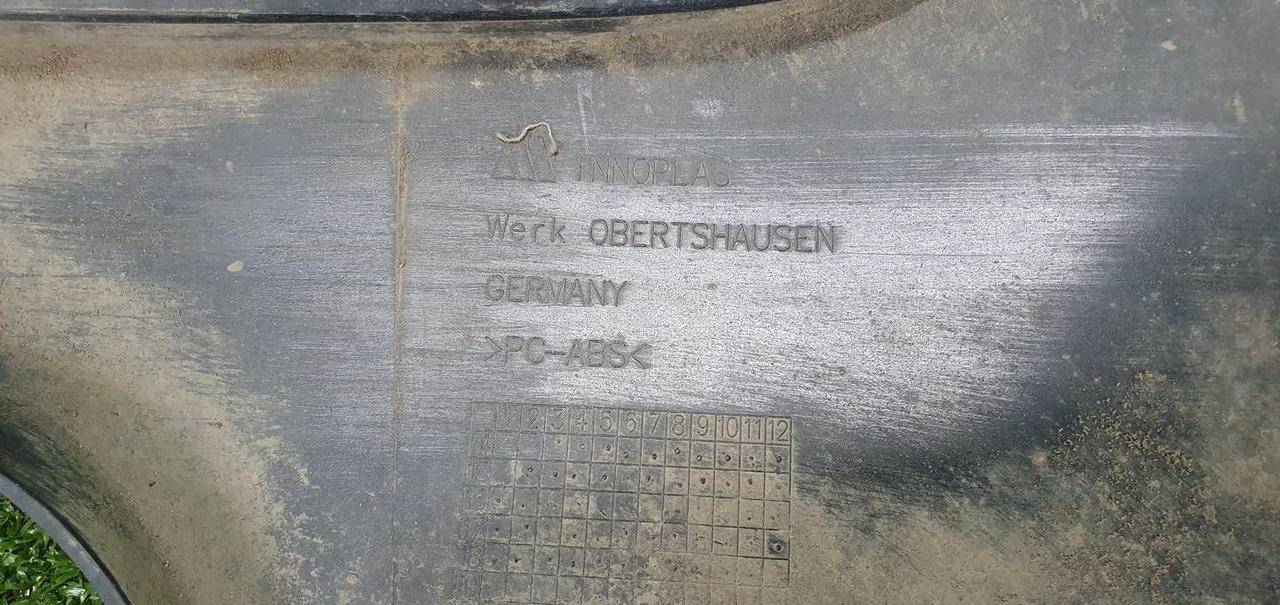 INNOPLAS
Werk OBERTSHAUSEN
GERMANY
>PC-ABS<
1 2 3 4 5 6 7 8 9 10 11 12